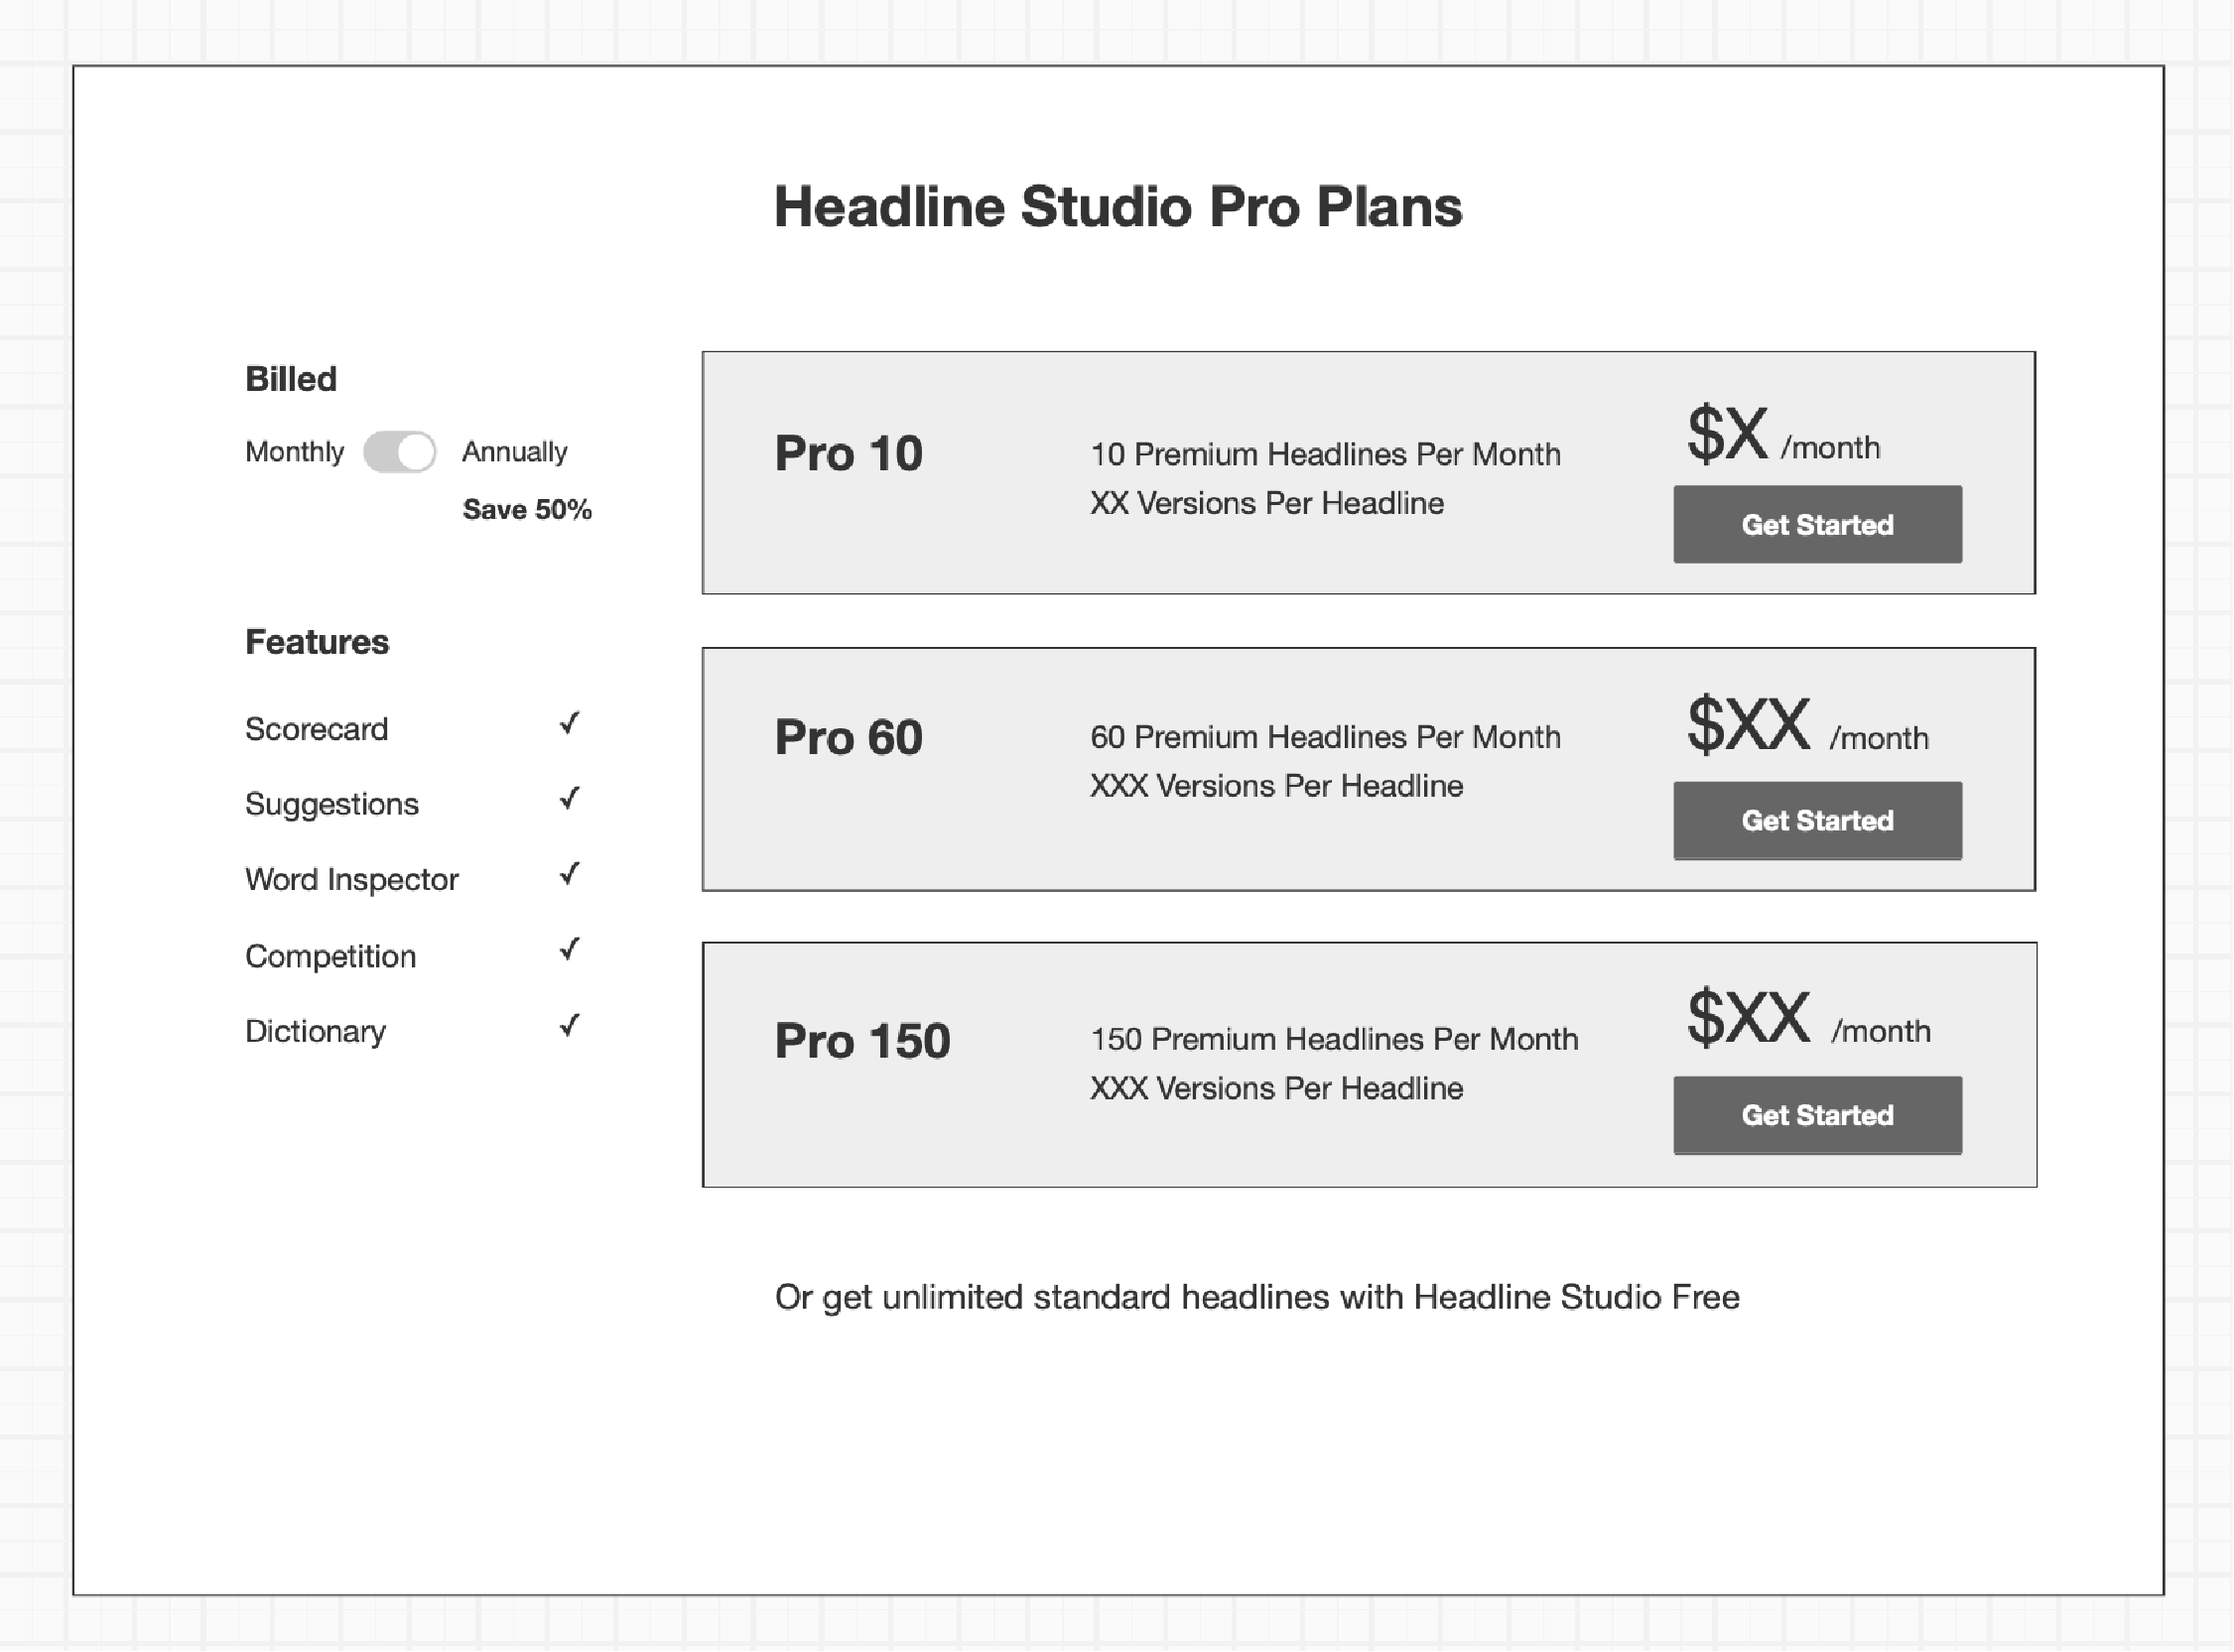 Headline Studio Pro Plans
Billed
Monthly Annually
Save 50%
Features
Scorecard ✓
Suggestions ✓
Word Inspector ✓
Competition ✓
Dictionary ✓
Pro 10
10 Premium Headlines Per Month
XX Versions Per Headline
$X /month
Get Started
Pro 60
60 Premium Headlines Per Month
XXX Versions Per Headline
$XX /month
Get Started
Pro 150
150 Premium Headlines Per Month
XXX Versions Per Headline
$XX /month
Get Started
Or get unlimited standard headlines with Headline Studio Free